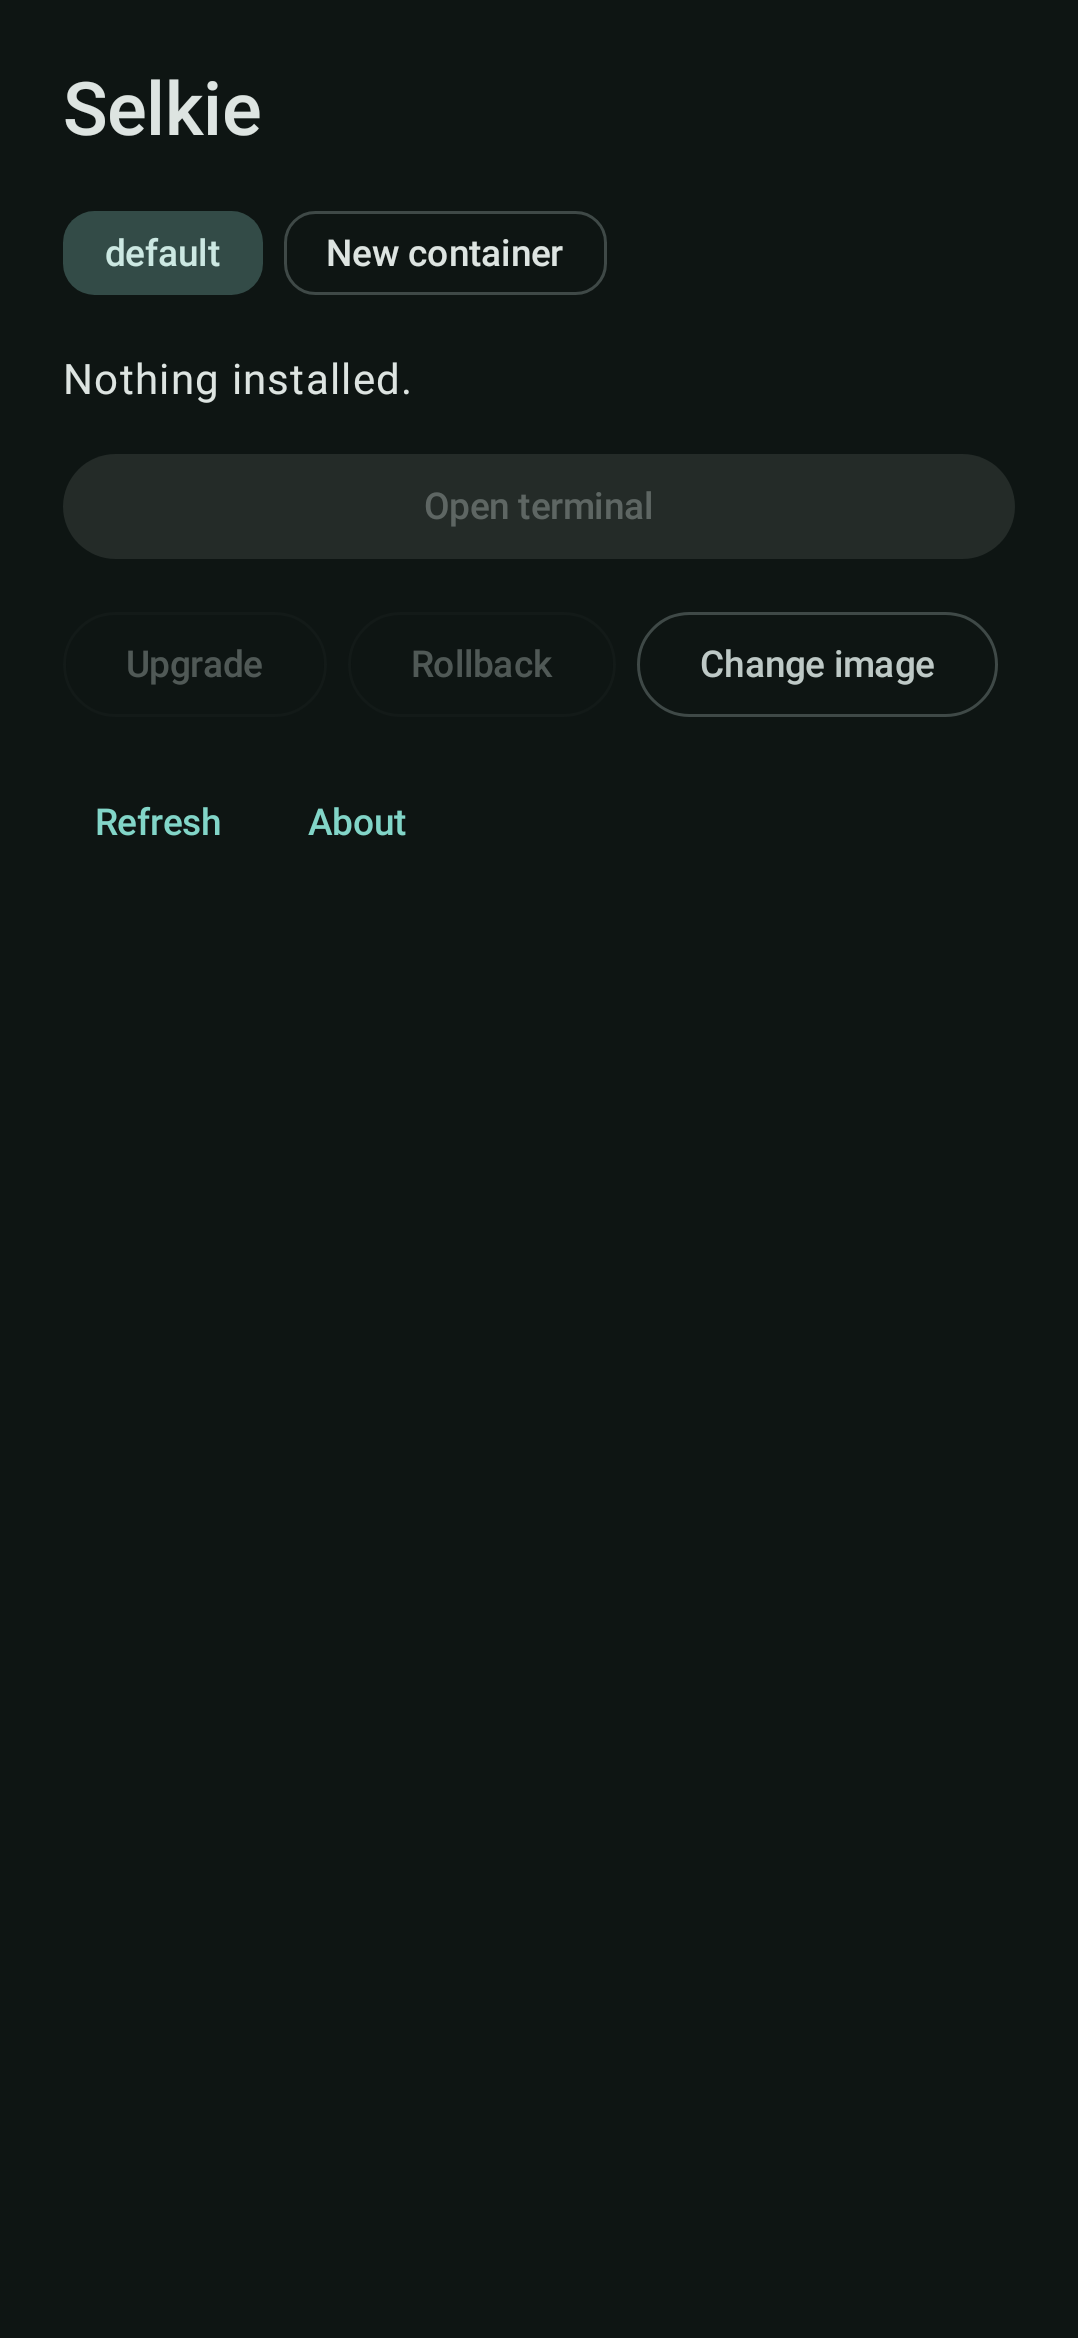 Selkie
default New container
Nothing installed.
Open terminal
Upgrade Rollback Change image
Refresh About